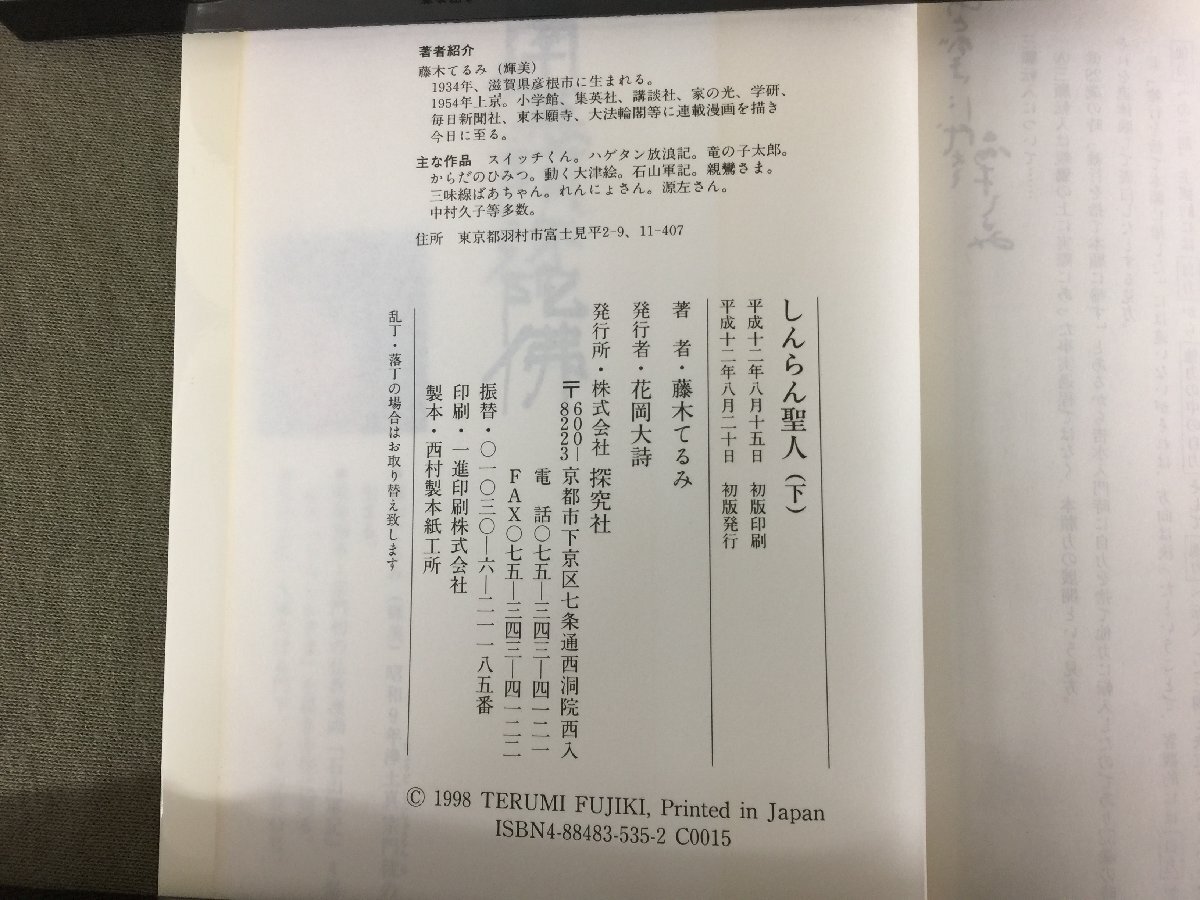 著者紹介
藤木てるみ（輝美）
1934年、滋賀県彦根市に生まれる。
1954年上京。小学館、集英社、講談社、家の光、学研、
毎日新聞社、東本願寺、大法輪閣等に連載漫画を描き
今日に至る。
主な作品　スイッチくん。ハゲタン放浪記。竜の子太郎。
からだのひみつ。動く大津絵。石山軍記。親鸞さま。
三味線ばあちゃん。れんにょさん。源左さん。
中村久子等多数。
住所　東京都羽村市富士見平2-9、11-407
しんらん聖人（下）
平成十二年八月十五日　初版印刷
平成十二年八月二十日　初版発行
著　者・藤木てるみ
発行者・花岡大詩
発行所・株式会社　探究社
〒600-8223　京都市下京区七条通西洞院西入
電　話〇七五―三四三―四一二一
ＦＡＸ〇七五―三四三―四一二二
振替・〇一〇三〇―六―二一一八五番
印刷・一進印刷株式会社
製本・西村製本紙工所
乱丁・落丁の場合はお取り替え致します
© 1998 TERUMI FUJIKI, Printed in Japan
ISBN4-88483-535-2 C0015